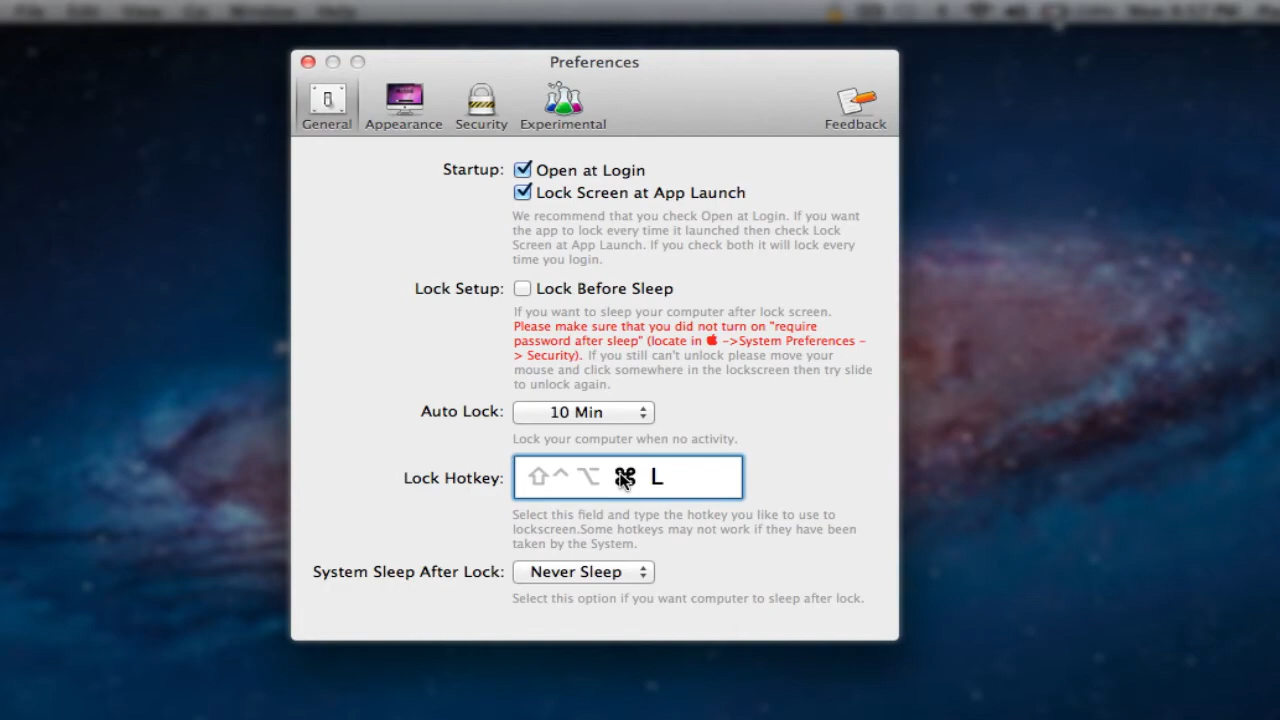 File Edit View Go Window Help
Preferences
General Appearance Security Experimental Feedback
Startup: Open at Login
Lock Screen at App Launch
We recommend that you check Open at Login. If you want
the app to lock every time it launched then check Lock
Screen at App Launch. If you check both it will lock every
time you login.
Lock Setup: Lock Before Sleep
If you want to sleep your computer after lock screen.
Please make sure that you did not turn on "require
password after sleep" (locate in  ->System Preferences -
> Security). If you still can't unlock please move your
mouse and click somewhere in the lockscreen then try slide
to unlock again.
Auto Lock: 10 Min
Lock your computer when no activity.
Lock Hotkey: ⇧^ ⌥ ⌘ L
Select this field and type the hotkey you like to use to
lockscreen.Some hotkeys may not work if they have been
taken by the System.
System Sleep After Lock: Never Sleep
Select this option if you want computer to sleep after lock.